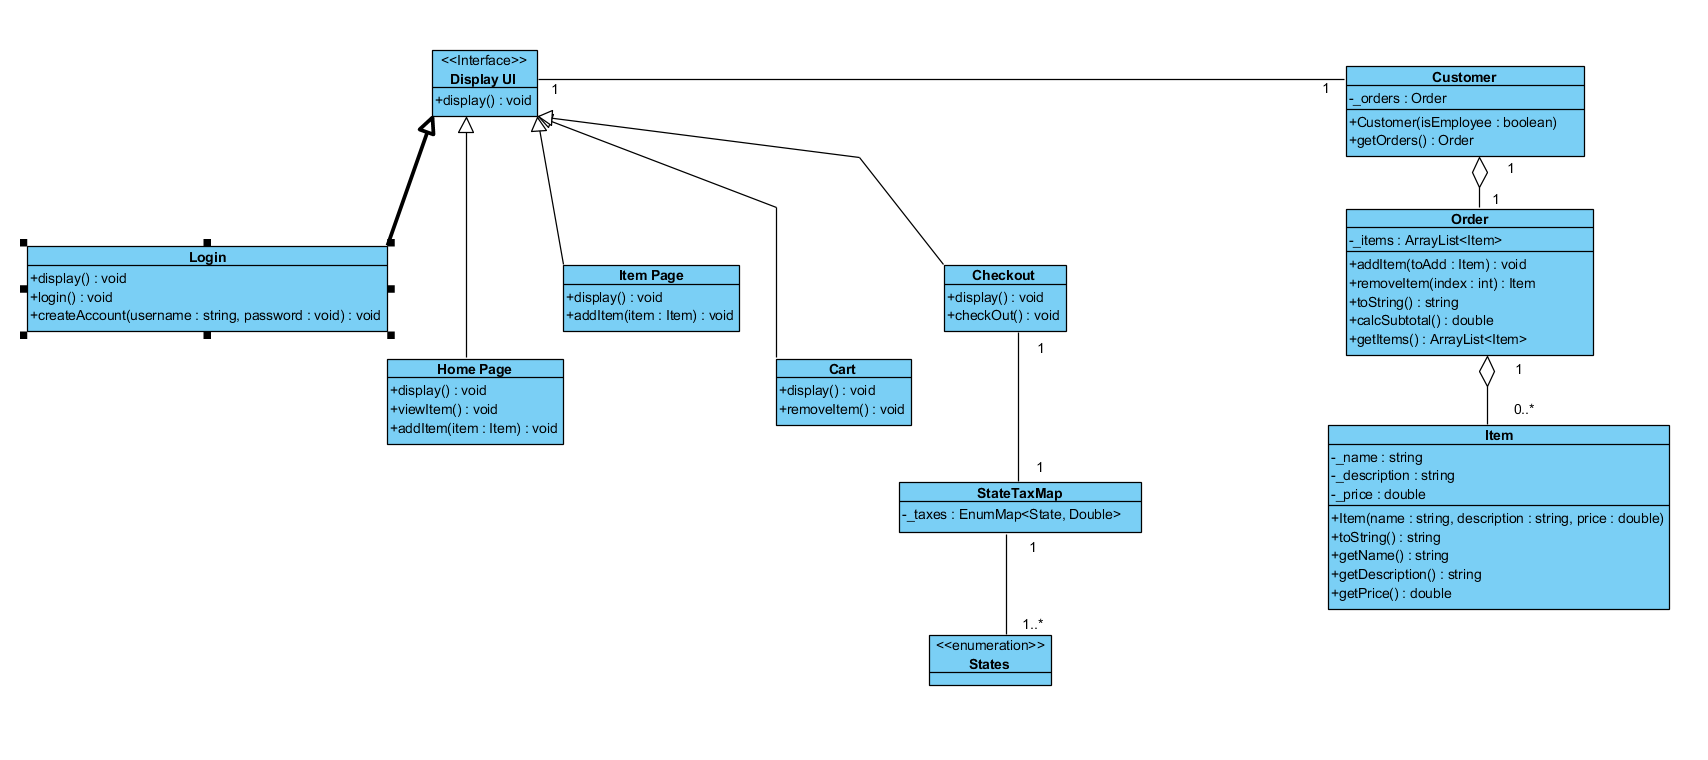 <<Interface>>
Display UI
+display() : void
1
1
Customer
-_orders : Order
+Customer(isEmployee : boolean)
+getOrders() : Order
1
1
Order
-_items : ArrayList<Item>
+addItem(toAdd : Item) : void
+removeItem(index : int) : Item
+toString() : string
+calcSubtotal() : double
+getItems() : ArrayList<Item>
1
0..*
Item
-_name : string
-_description : string
-_price : double
+Item(name : string, description : string, price : double)
+toString() : string
+getName() : string
+getDescription() : string
+getPrice() : double
Login
+display() : void
+login() : void
+createAccount(username : string, password : void) : void
Item Page
+display() : void
+addItem(item : Item) : void
Checkout
+display() : void
+checkOut() : void
1
1
Home Page
+display() : void
+viewItem() : void
+addItem(item : Item) : void
Cart
+display() : void
+removeItem() : void
StateTaxMap
-_taxes : EnumMap<State, Double>
1
1..*
<<enumeration>>
States